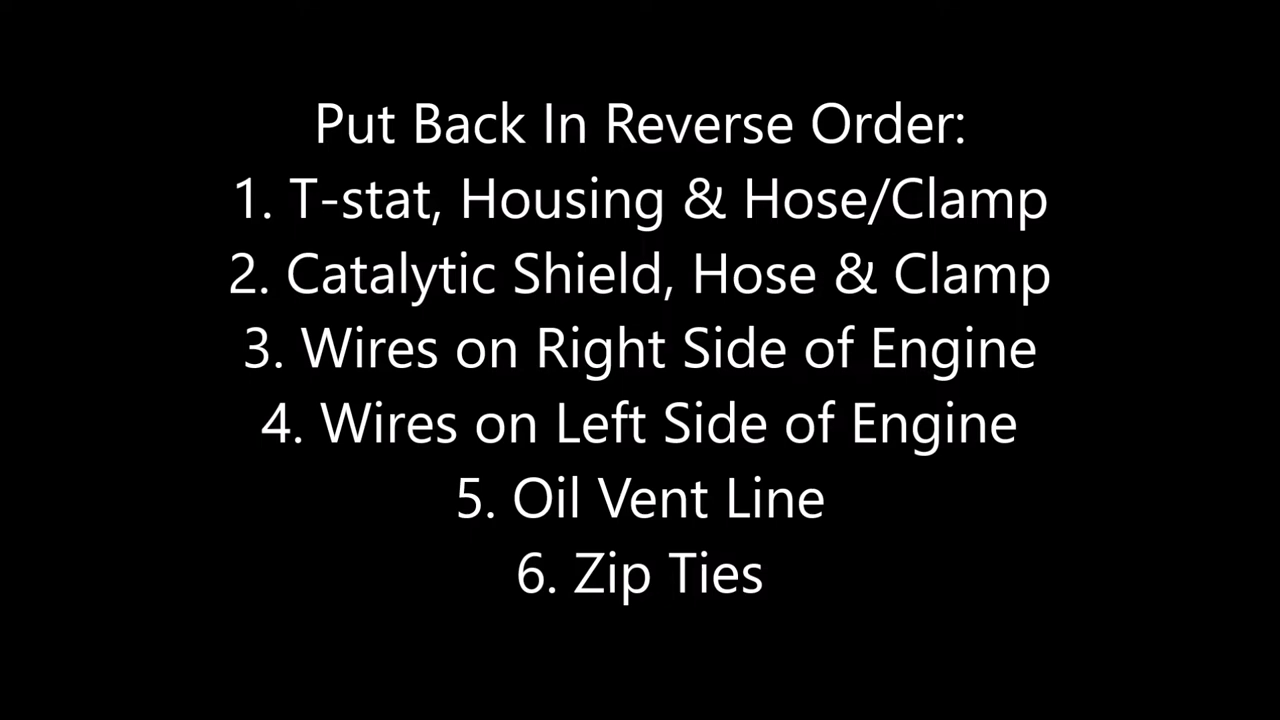 Put Back In Reverse Order:
1. T-stat, Housing & Hose/Clamp
2. Catalytic Shield, Hose & Clamp
3. Wires on Right Side of Engine
4. Wires on Left Side of Engine
5. Oil Vent Line
6. Zip Ties